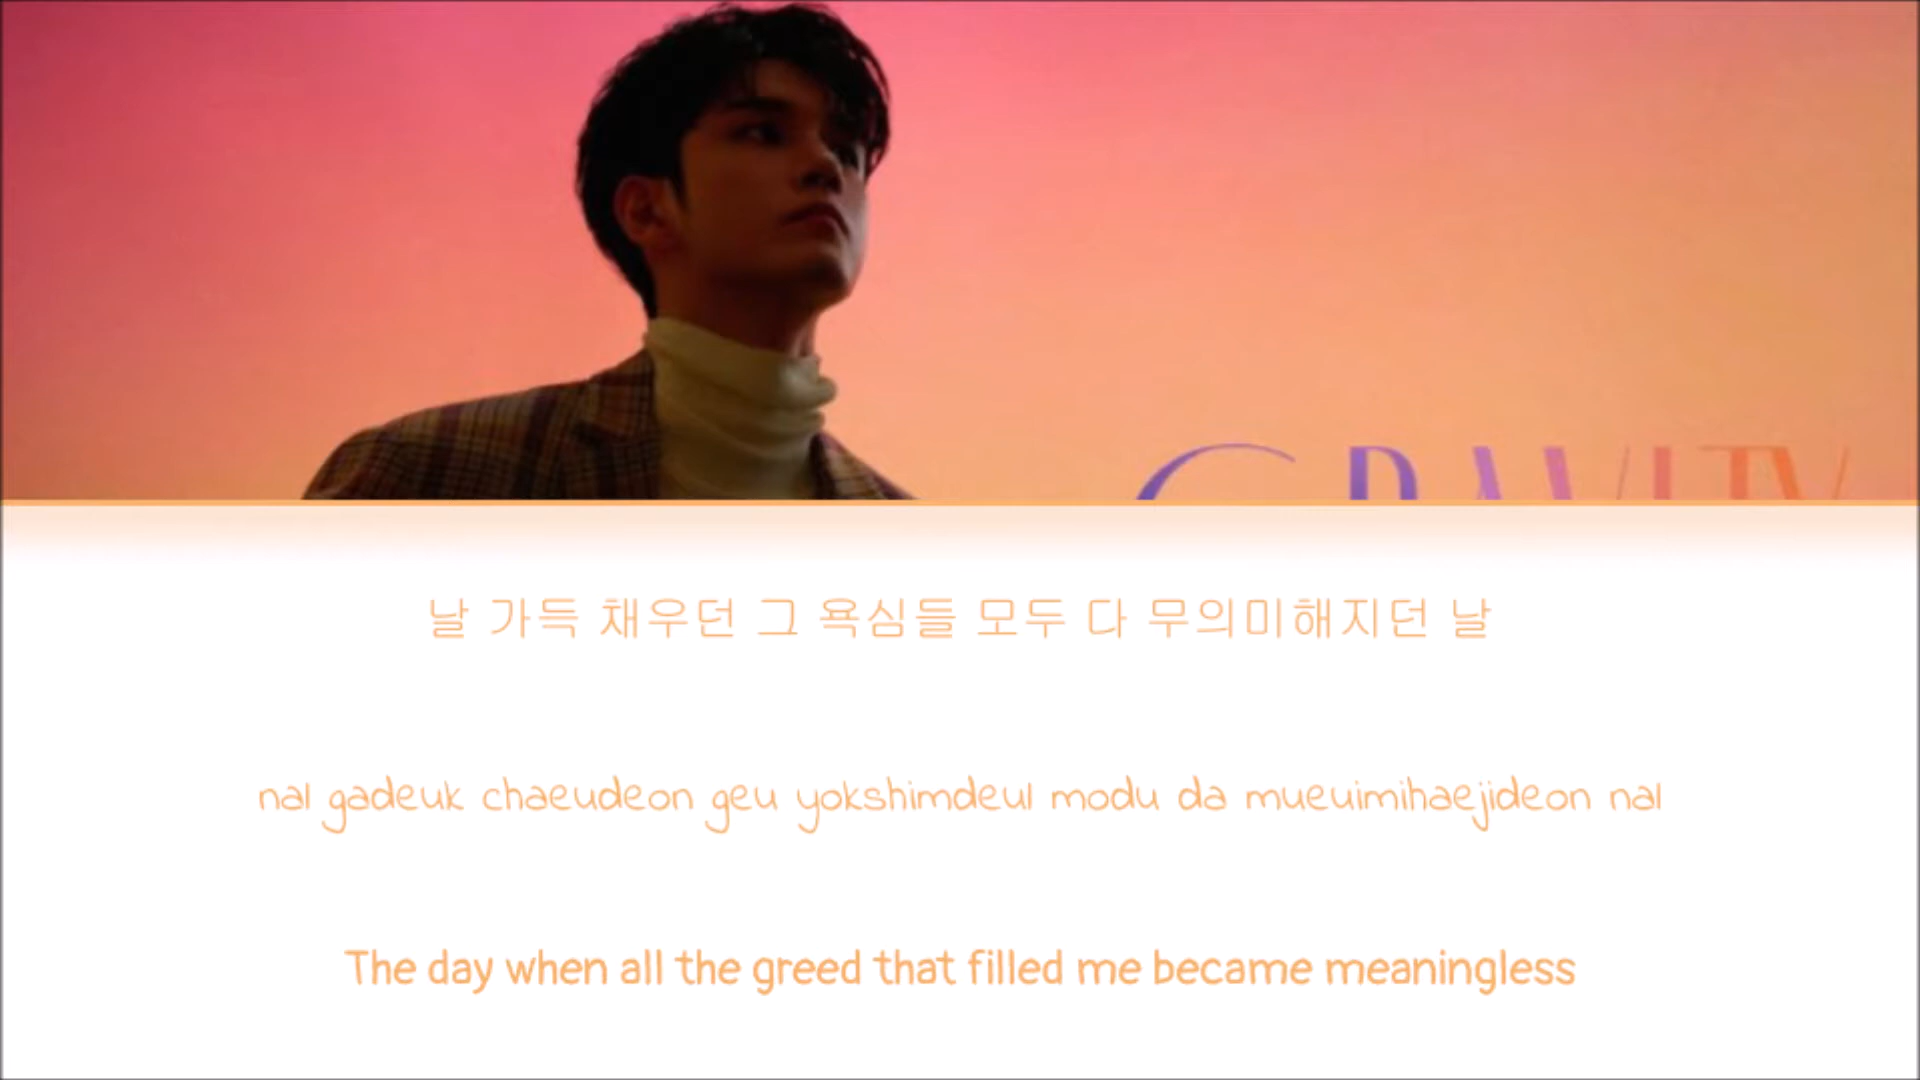 GRAVITY
날 가득 채우던 그 욕심들 모두 다 무의미해지던 날
nal gadeuk chaeudeon geu yokshimdeul modu da mueuimihaejideon nal
The day when all the greed that filled me became meaningless